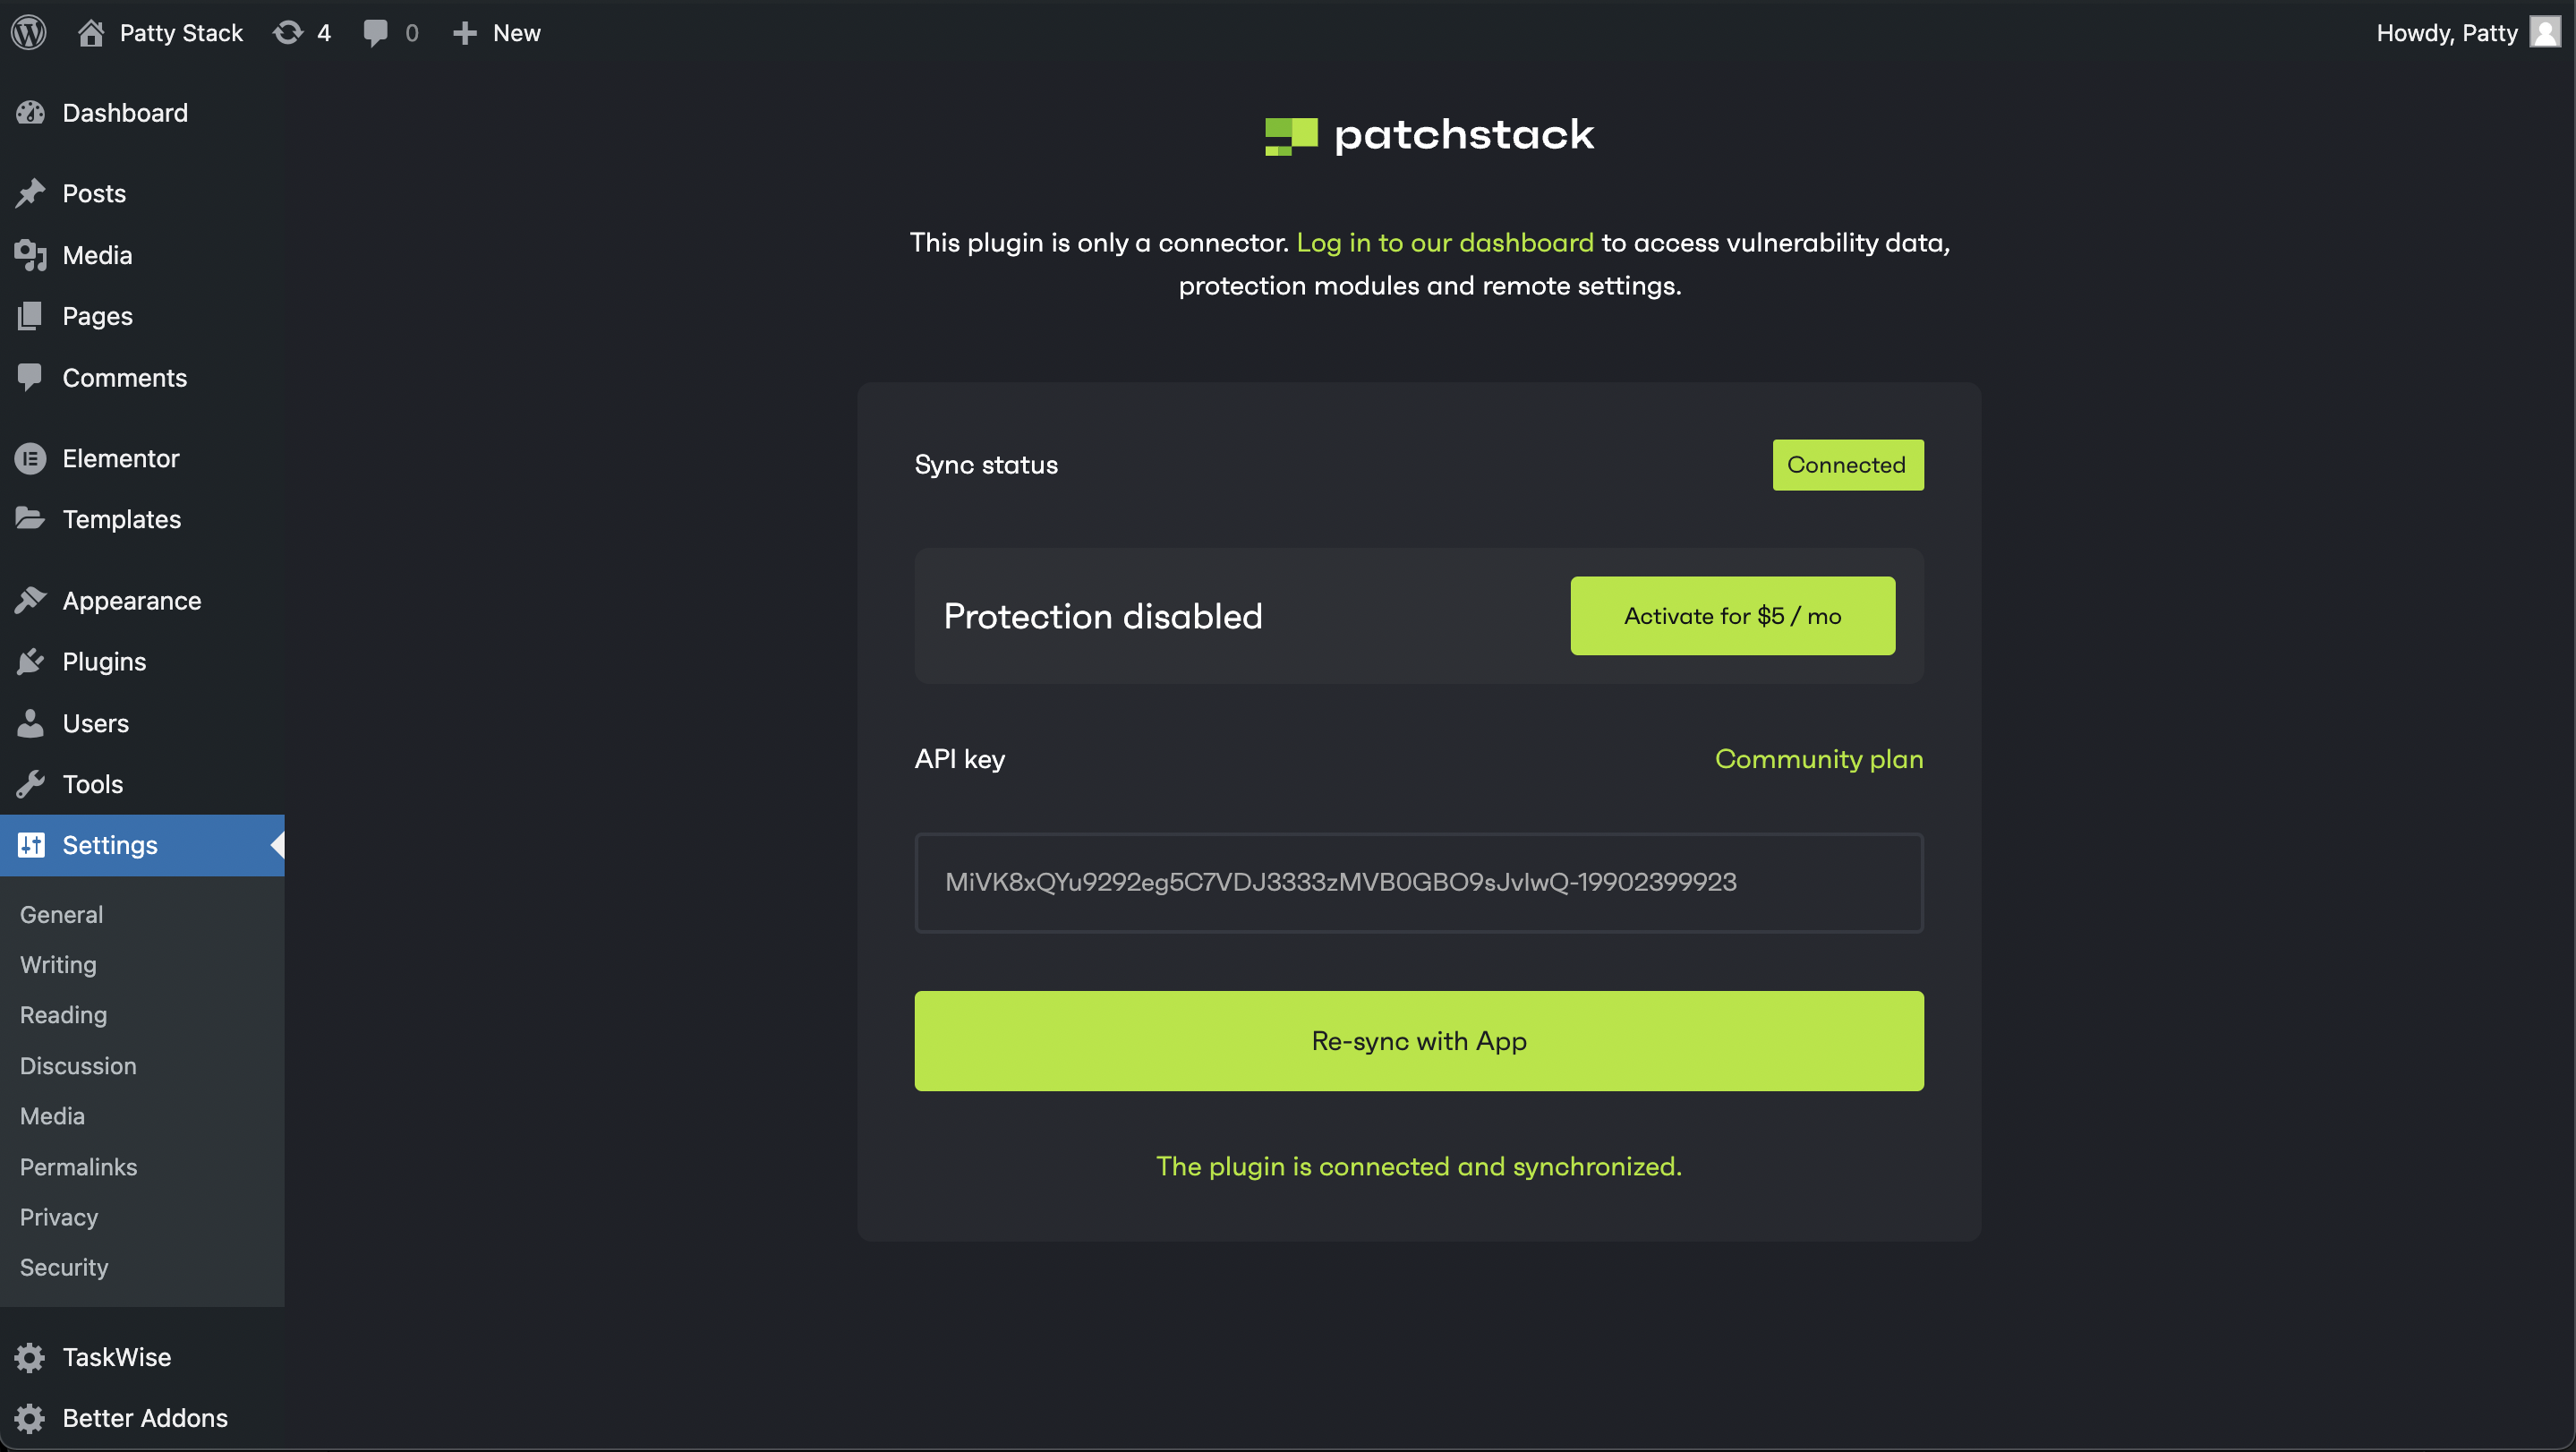 Patty Stack
4
0
New
Howdy, Patty
Dashboard
Posts
Media
Pages
Comments
Elementor
Templates
Appearance
Plugins
Users
Tools
Settings
General
Writing
Reading
Discussion
Media
Permalinks
Privacy
Security
TaskWise
Better Addons
patchstack
This plugin is only a connector. Log in to our dashboard to access vulnerability data,
protection modules and remote settings.
Sync status
Connected
Protection disabled
Activate for $5 / mo
API key
Community plan
MiVK8xQYu9292eg5C7VDJ3333zMVB0GBO9sJvlwQ-19902399923
Re-sync with App
The plugin is connected and synchronized.